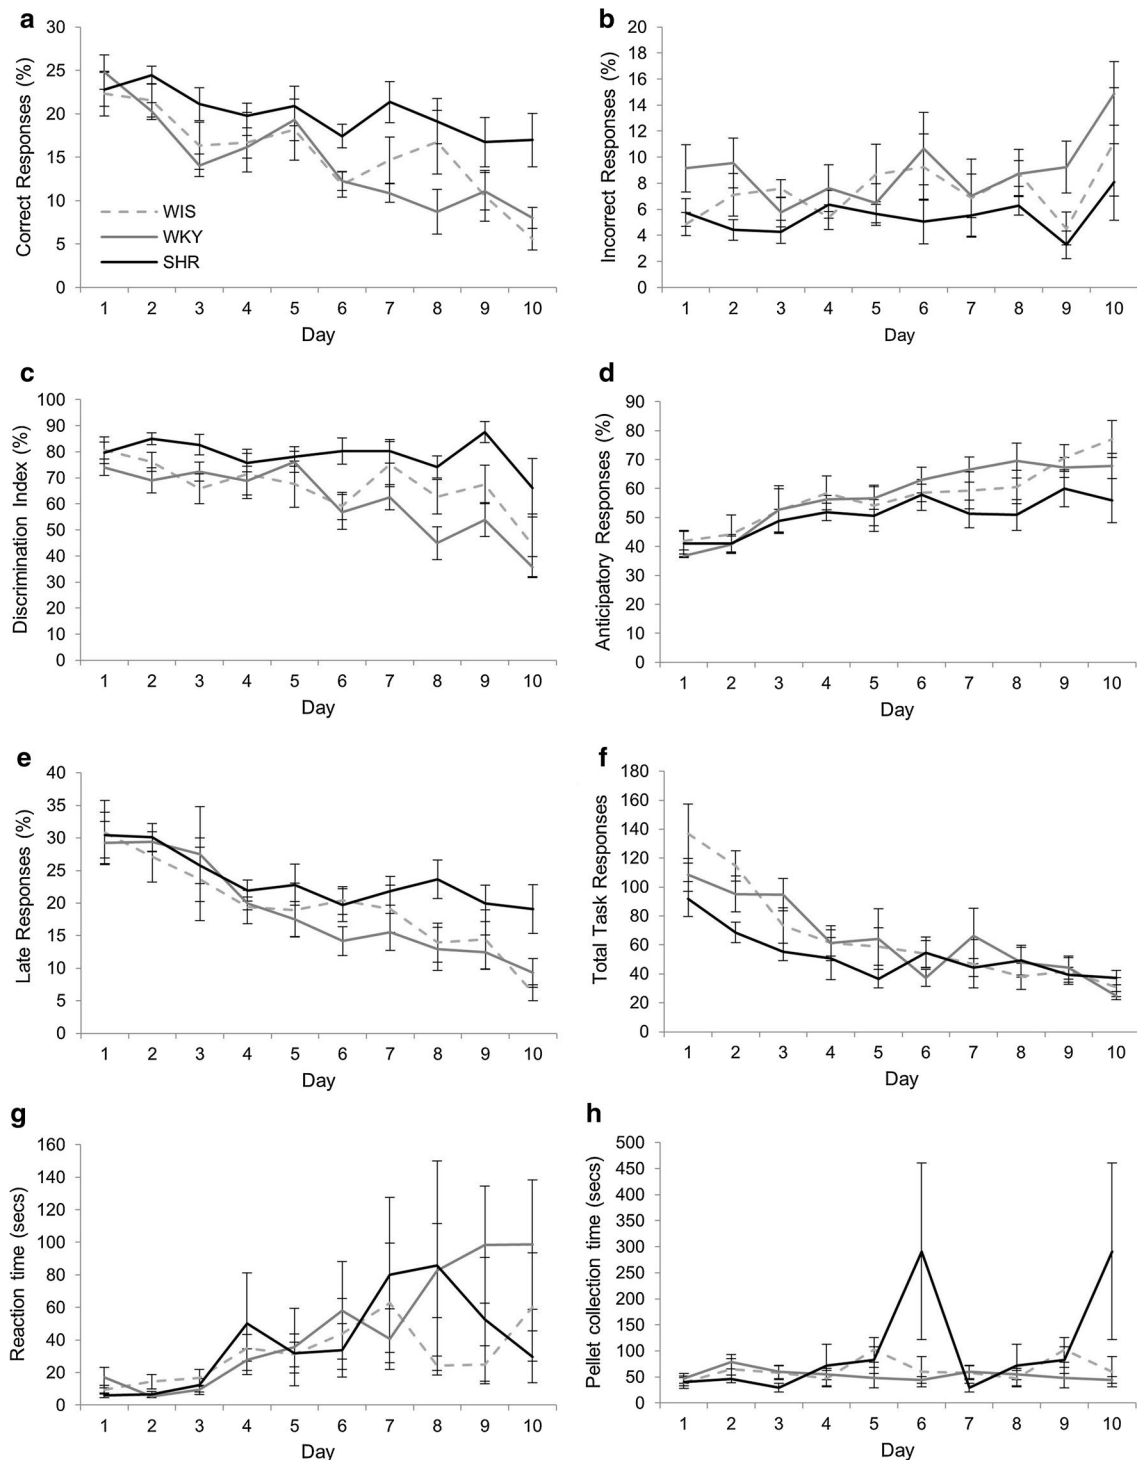 a
Correct Responses (%)
30
25
20
15
10
5
0
WIS
WKY
SHR
1 2 3 4 5 6 7 8 9 10
Day
b
Incorrect Responses (%)
20
18
16
14
12
10
8
6
4
2
0
1 2 3 4 5 6 7 8 9 10
Day
c
Discrimination Index (%)
100
90
80
70
60
50
40
30
20
10
0
1 2 3 4 5 6 7 8 9 10
Day
d
Anticipatory Responses (%)
90
80
70
60
50
40
30
20
10
0
1 2 3 4 5 6 7 8 9 10
Day
e
Late Responses (%)
40
35
30
25
20
15
10
5
0
1 2 3 4 5 6 7 8 9 10
Day
f
Total Task Responses
180
160
140
120
100
80
60
40
20
0
1 2 3 4 5 6 7 8 9 10
Day
g
Reaction time (secs)
160
140
120
100
80
60
40
20
0
1 2 3 4 5 6 7 8 9 10
Day
h
Pellet collection time (secs)
500
450
400
350
300
250
200
150
100
50
0
1 2 3 4 5 6 7 8 9 10
Day